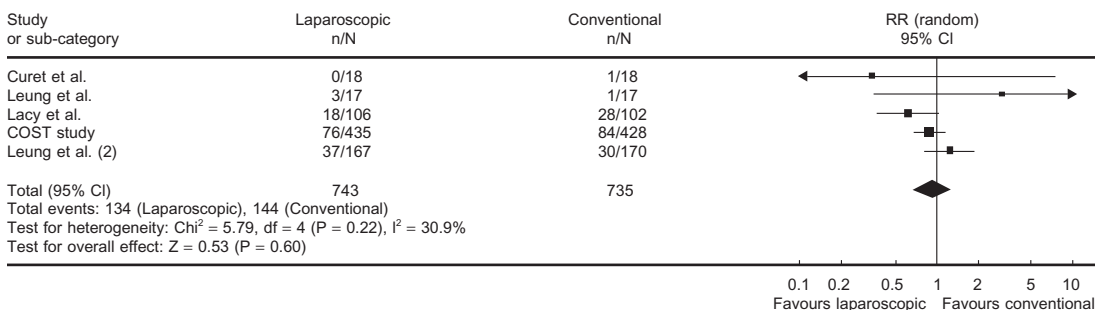 Study Laparoscopic Conventional RR (random)
or sub-category n/N n/N 95% CI
Curet et al. 0/18 1/18
Leung et al. 3/17 1/17
Lacy et al. 18/106 28/102
COST study 76/435 84/428
Leung et al. (2) 37/167 30/170
Total (95% CI) 743 735
Total events: 134 (Laparoscopic), 144 (Conventional)
Test for heterogeneity: Chi² = 5.79, df = 4 (P = 0.22), I² = 30.9%
Test for overall effect: Z = 0.53 (P = 0.60)
0.1 0.2 0.5 1 2 5 10
Favours laparoscopic Favours conventional